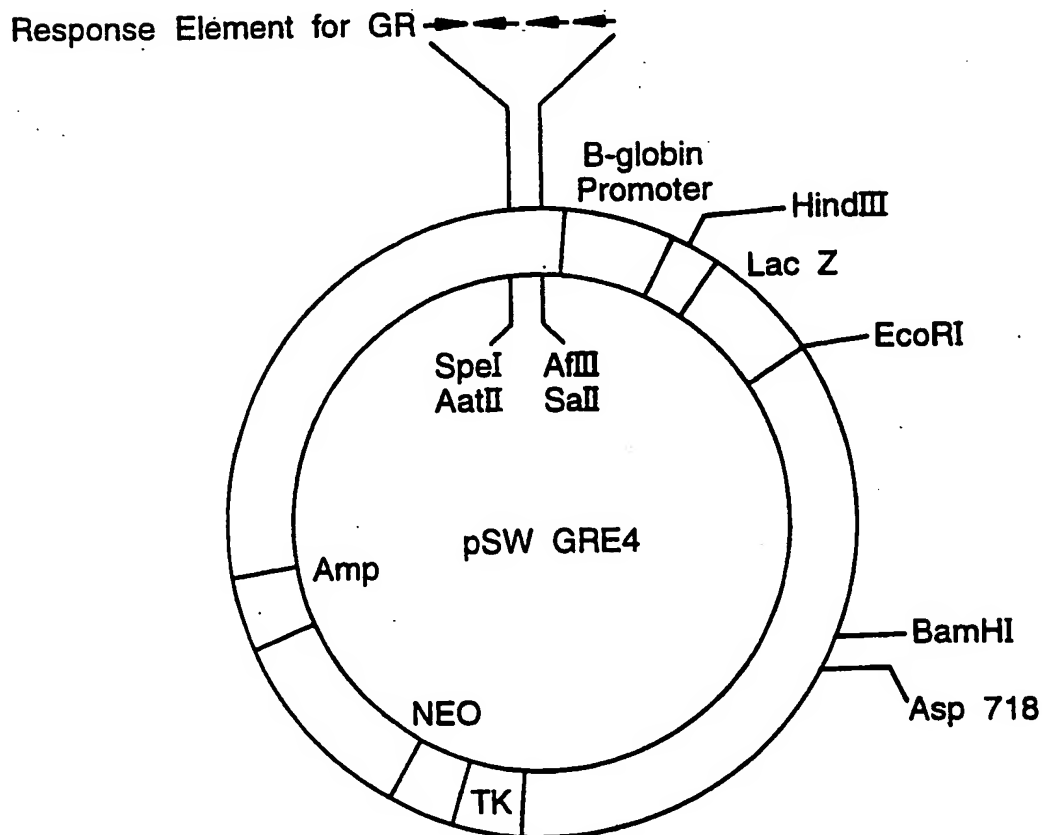 Response Element for GR
B-globin
Promoter
HindIII
Lac Z
EcoRI
SpeI
AflII
AatII
SalI
pSW GRE4
Amp
BamHI
Asp 718
NEO
TK